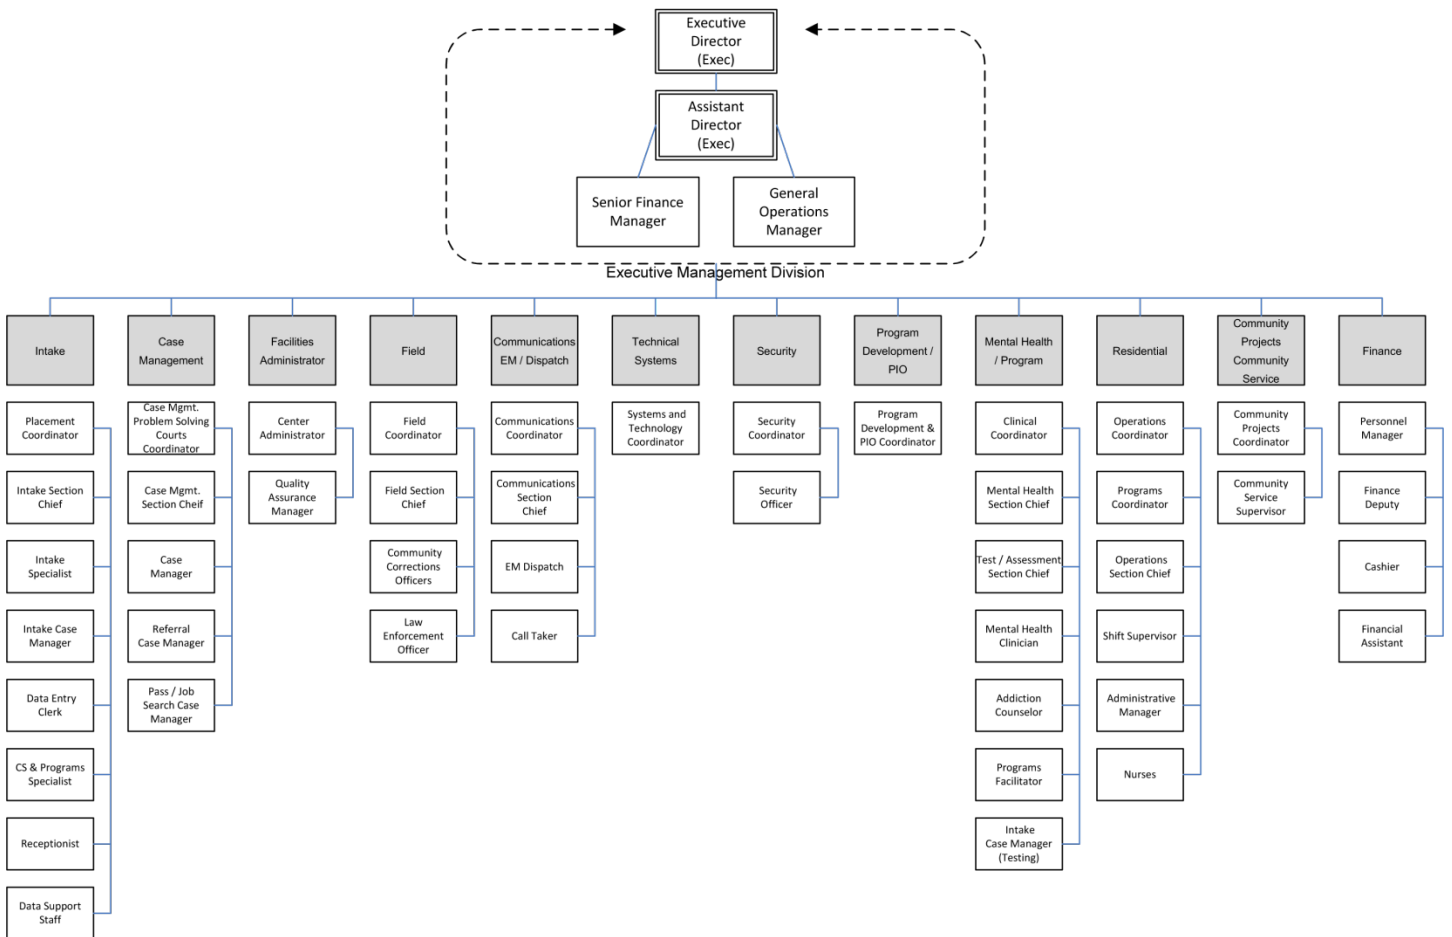 Executive
Director
(Exec)
Assistant
Director
(Exec)
Senior Finance
Manager
General
Operations
Manager
Executive Management Division
Intake
Case
Management
Facilities
Administrator
Field
Communications
EM / Dispatch
Technical
Systems
Security
Program
Development /
PIO
Mental Health
/ Program
Residential
Community
Projects
Community
Service
Finance
Placement
Coordinator
Intake Section
Chief
Intake
Specialist
Intake Case
Manager
Data Entry
Clerk
CS & Programs
Specialist
Receptionist
Data Support
Staff
Case Mgmt.
Problem Solving
Courts
Coordinator
Case Mgmt.
Section Cheif
Case
Manager
Referral
Case Manager
Pass / Job
Search Case
Manager
Center
Administrator
Quality
Assurance
Manager
Field
Coordinator
Field Section
Chief
Community
Corrections
Officers
Law
Enforcement
Officer
Communications
Coordinator
Communications
Section
Chief
EM Dispatch
Call Taker
Systems and
Technology
Coordinator
Security
Coordinator
Security
Officer
Program
Development &
PIO Coordinator
Clinical
Coordinator
Mental Health
Section Chief
Test / Assessment
Section Chief
Mental Health
Clinician
Addiction
Counselor
Programs
Facilitator
Intake
Case Manager
(Testing)
Operations
Coordinator
Programs
Coordinator
Operations
Section Chief
Shift Supervisor
Administrative
Manager
Nurses
Community
Projects
Coordinator
Community
Service
Supervisor
Personnel
Manager
Finance
Deputy
Cashier
Financial
Assistant